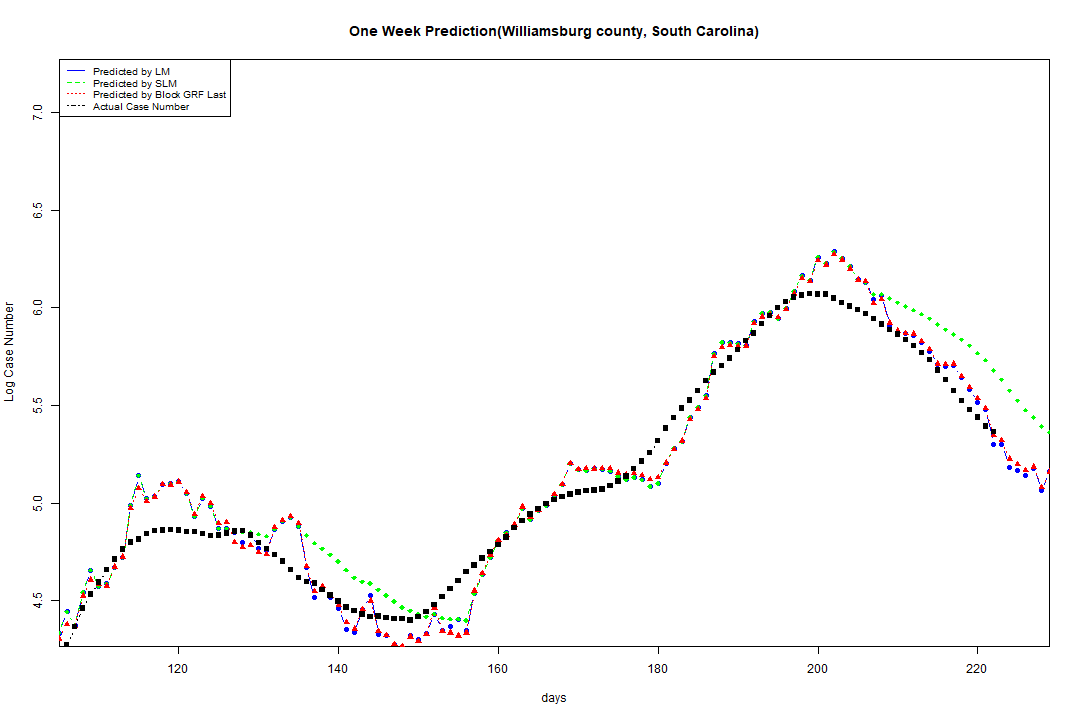 One Week Prediction(Williamsburg county, South Carolina)
Predicted by LM
Predicted by SLM
Predicted by Block GRF Last
Actual Case Number
7.0
6.5
6.0
5.5
5.0
4.5
Log Case Number
120 140 160 180 200 220
days